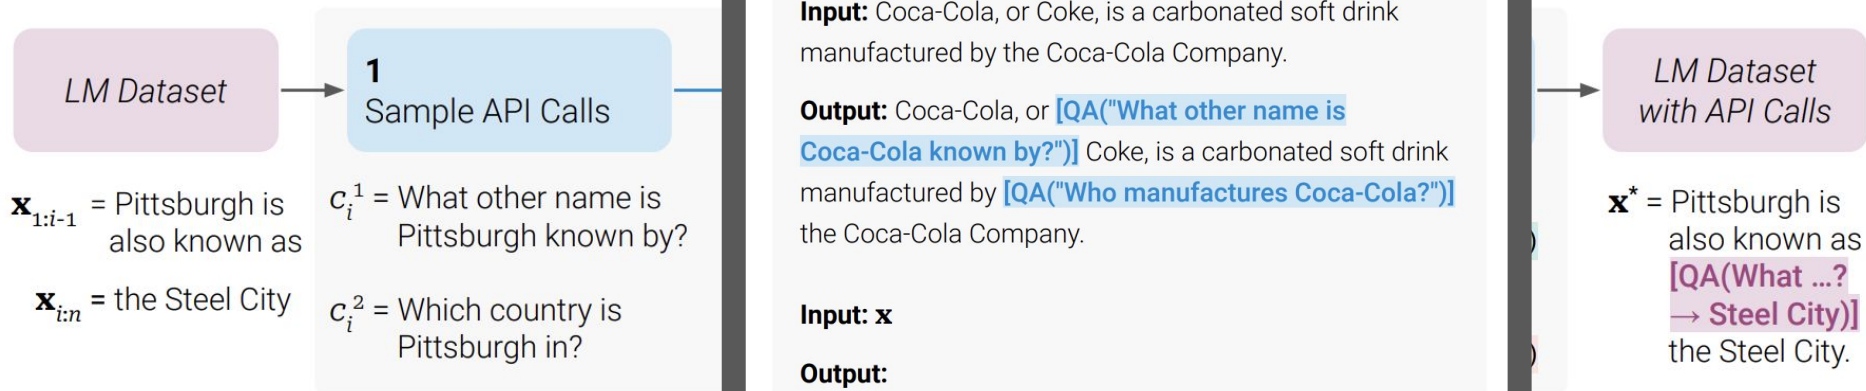 LM Dataset
x1:i-1 = Pittsburgh is
also known as
xi:n = the Steel City
1
Sample API Calls
ci1 = What other name is
Pittsburgh known by?
ci2 = Which country is
Pittsburgh in?
Input: Coca-Cola, or Coke, is a carbonated soft drink
manufactured by the Coca-Cola Company.
Output: Coca-Cola, or [QA("What other name is
Coca-Cola known by?")] Coke, is a carbonated soft drink
manufactured by [QA("Who manufactures Coca-Cola?")]
the Coca-Cola Company.
Input: x
Output:
)
)
LM Dataset
with API Calls
x* = Pittsburgh is
also known as
[QA(What ...?
→ Steel City)]
the Steel City.